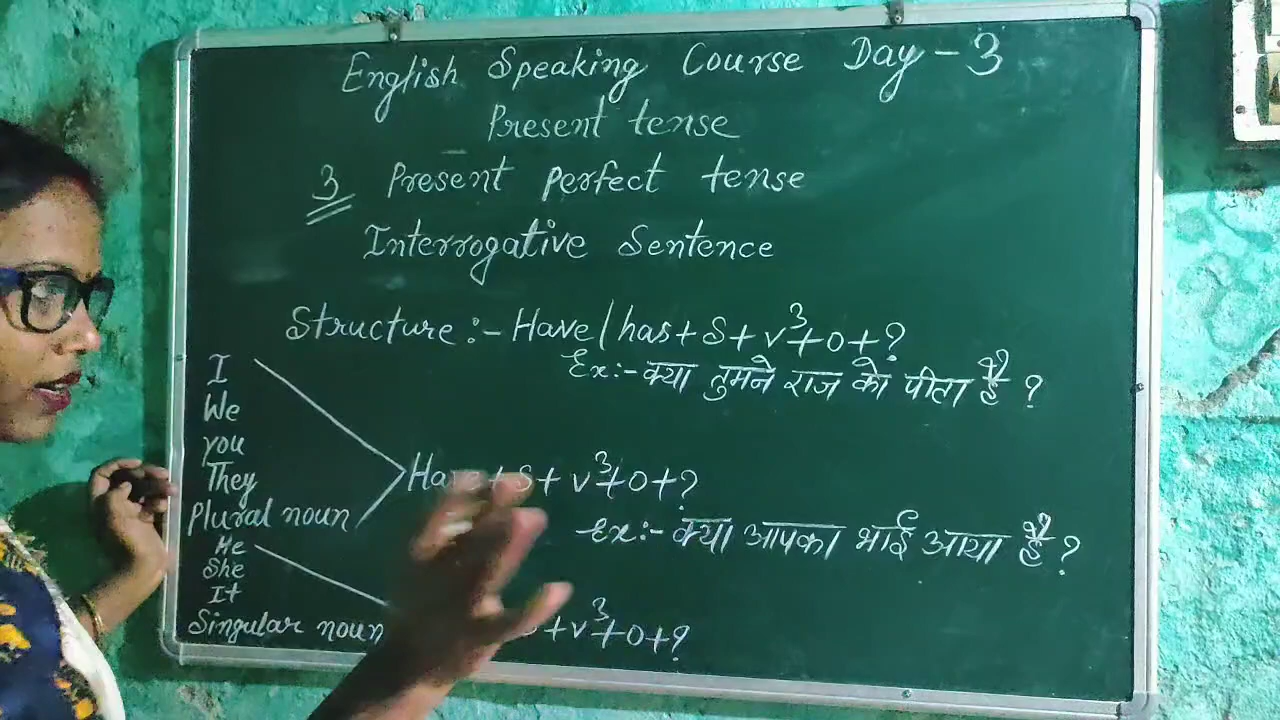 English Speaking Course Day - 3
Present tense
3 Present perfect tense
Interrogative Sentence
Structure :- Have / has + S + v³ + o + ?
Ex:- क्या तुमने राज को पीता है ?
I
We
you
They
Plural noun
Have + S + v³ + o + ?
Ex:- क्या आपका भाई आया है ?
He
She
It
Singular noun
+ v³ + o + ?